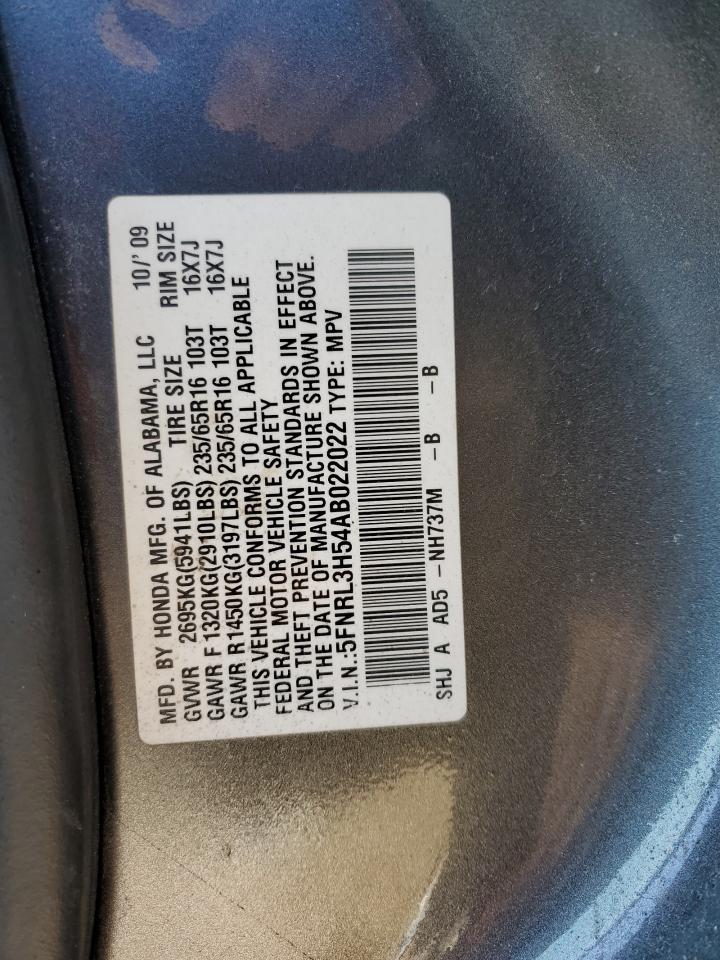 MFD. BY HONDA MFG. OF ALABAMA, LLC 10/'09
GVWR 2695KG(5941LBS) TIRE SIZE RIM SIZE
GAWR F 1320KG(2910LBS) 235/65R16 103T 16X7J
GAWR R1450KG(3197LBS) 235/65R16 103T 16X7J
THIS VEHICLE CONFORMS TO ALL APPLICABLE
FEDERAL MOTOR VEHICLE SAFETY
AND THEFT PREVENTION STANDARDS IN EFFECT
ON THE DATE OF MANUFACTURE SHOWN ABOVE.
V.I.N.:5FNRL3H54AB022022 TYPE: MPV
SHJ A AD5 -NH737M -B -B